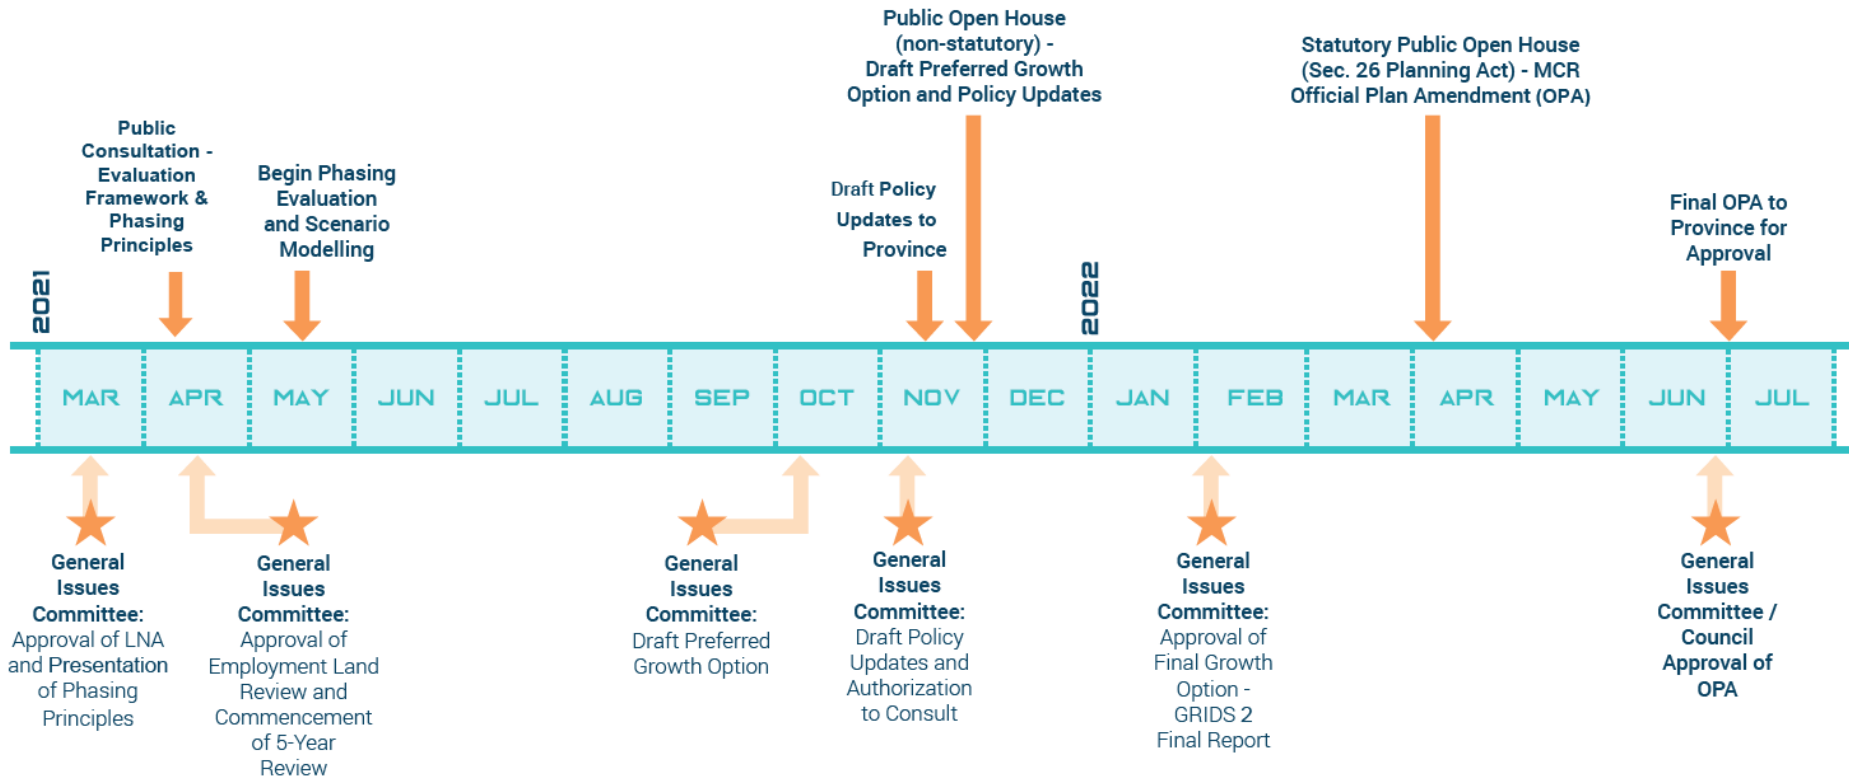 Public Open House
(non-statutory) -
Draft Preferred Growth
Option and Policy Updates
Statutory Public Open House
(Sec. 26 Planning Act) - MCR
Official Plan Amendment (OPA)
Public
Consultation -
Evaluation
Framework &
Phasing
Principles
Begin Phasing
Evaluation
and Scenario
Modelling
Draft Policy
Updates to
Province
Final OPA to
Province for
Approval
2021
2022
MAR APR MAY JUN JUL AUG SEP OCT NOV DEC JAN FEB MAR APR MAY JUN JUL
General
Issues
Committee:
Approval of LNA
and Presentation
of Phasing
Principles
General
Issues
Committee:
Approval of
Employment Land
Review and
Commencement
of 5-Year
Review
General
Issues
Committee:
Draft Preferred
Growth Option
General
Issues
Committee:
Draft Policy
Updates and
Authorization
to Consult
General
Issues
Committee:
Approval of
Final Growth
Option -
GRIDS 2
Final Report
General
Issues
Committee /
Council
Approval of
OPA